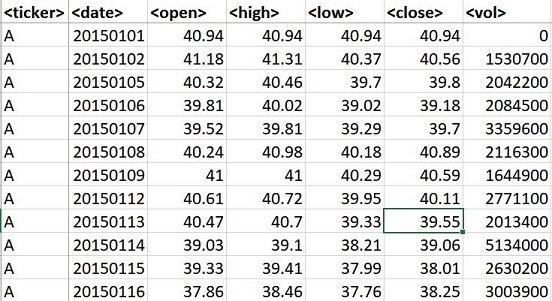 <ticker> <date> <open> <high> <low> <close> <vol>
A 20150101 40.94 40.94 40.94 40.94 0
A 20150102 41.18 41.31 40.37 40.56 1530700
A 20150105 40.32 40.46 39.7 39.8 2042200
A 20150106 39.81 40.02 39.02 39.18 2084500
A 20150107 39.52 39.81 39.29 39.7 3359600
A 20150108 40.24 40.98 40.18 40.89 2116300
A 20150109 41 41 40.29 40.59 1644900
A 20150112 40.61 40.72 39.95 40.11 2771100
A 20150113 40.47 40.7 39.33 39.55 2013400
A 20150114 39.03 39.1 38.21 39.06 5134000
A 20150115 39.33 39.41 37.99 38.01 2630200
A 20150116 37.86 38.46 37.76 38.25 3003900